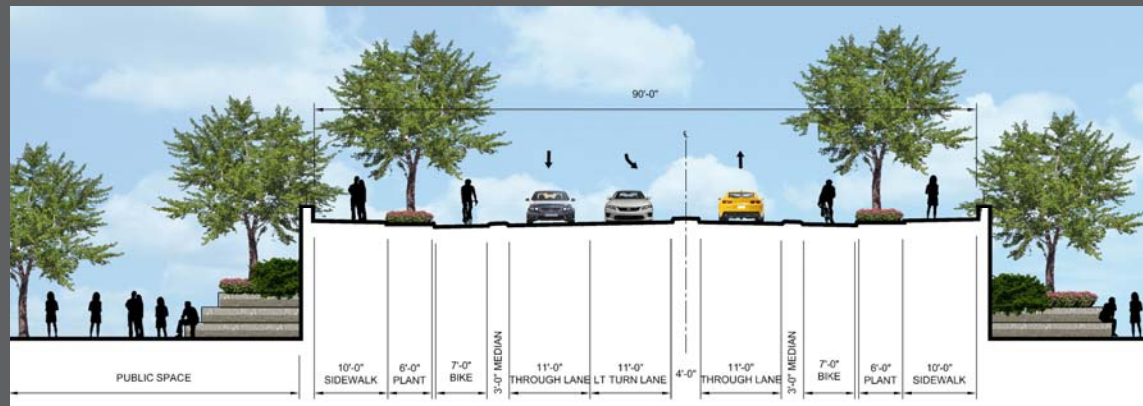 90'-0"
℄
PUBLIC SPACE
10'-0"
SIDEWALK
6'-0"
PLANT
7'-0"
BIKE
3'-0" MEDIAN
11'-0"
THROUGH LANE
11'-0"
LT TURN LANE
4'-0"
11'-0"
THROUGH LANE
3'-0" MEDIAN
7'-0"
BIKE
6'-0"
PLANT
10'-0"
SIDEWALK